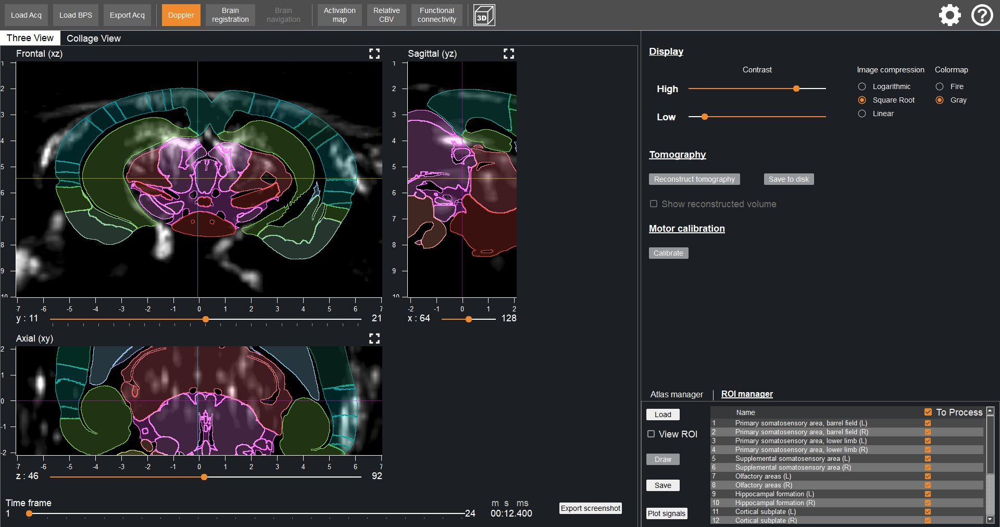 Load Acq
Load BPS
Export Acq
Doppler
Brain registration
Brain navigation
Activation map
Relative CBV
Functional connectivity
3D
?
Three View
Collage View
Frontal (xz)
1
2
3
4
5
6
7
8
9
10
-7 -6 -5 -4 -3 -2 -1 0 1 2 3 4 5 6 7
y : 11
21
Sagittal (yz)
1
2
3
4
5
6
7
8
9
10
-2 -1 0 1 2
x : 64
128
Axial (xy)
2
1
0
-1
-2
-7 -6 -5 -4 -3 -2 -1 0 1 2 3 4 5 6 7
z : 46
92
Time frame
1
24
m s ms
00:12.400
Export screenshot
Display
Contrast
High
Low
Image compression
Logarithmic
Square Root
Linear
Colormap
Fire
Gray
Tomography
Reconstruct tomography
Save to disk
Show reconstructed volume
Motor calibration
Calibrate
Atlas manager
ROI manager
Load
View ROI
Draw
Save
Plot signals
Name To Process
1 Primary somatosensory area, barrel field (L)
2 Primary somatosensory area, barrel field (R)
3 Primary somatosensory area, lower limb (L)
4 Primary somatosensory area, lower limb (R)
5 Supplemental somatosensory area (L)
6 Supplemental somatosensory area (R)
7 Olfactory areas (L)
8 Olfactory areas (R)
9 Hippocampal formation (L)
10 Hippocampal formation (R)
11 Cortical subplate (L)
12 Cortical subplate (R)